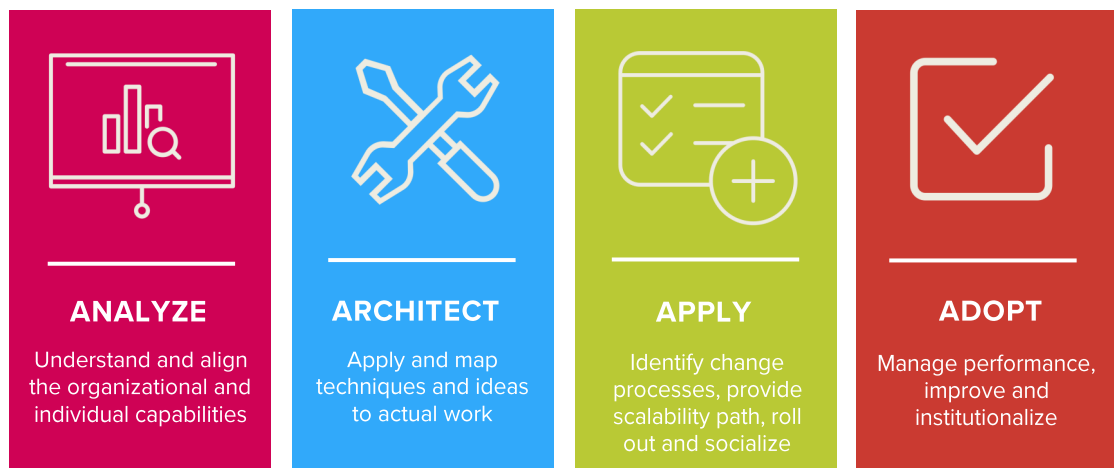 ANALYZE
Understand and align
the organizational and
individual capabilities
ARCHITECT
Apply and map
techniques and ideas
to actual work
APPLY
Identify change
processes, provide
scalability path, roll
out and socialize
ADOPT
Manage performance,
improve and
institutionalize